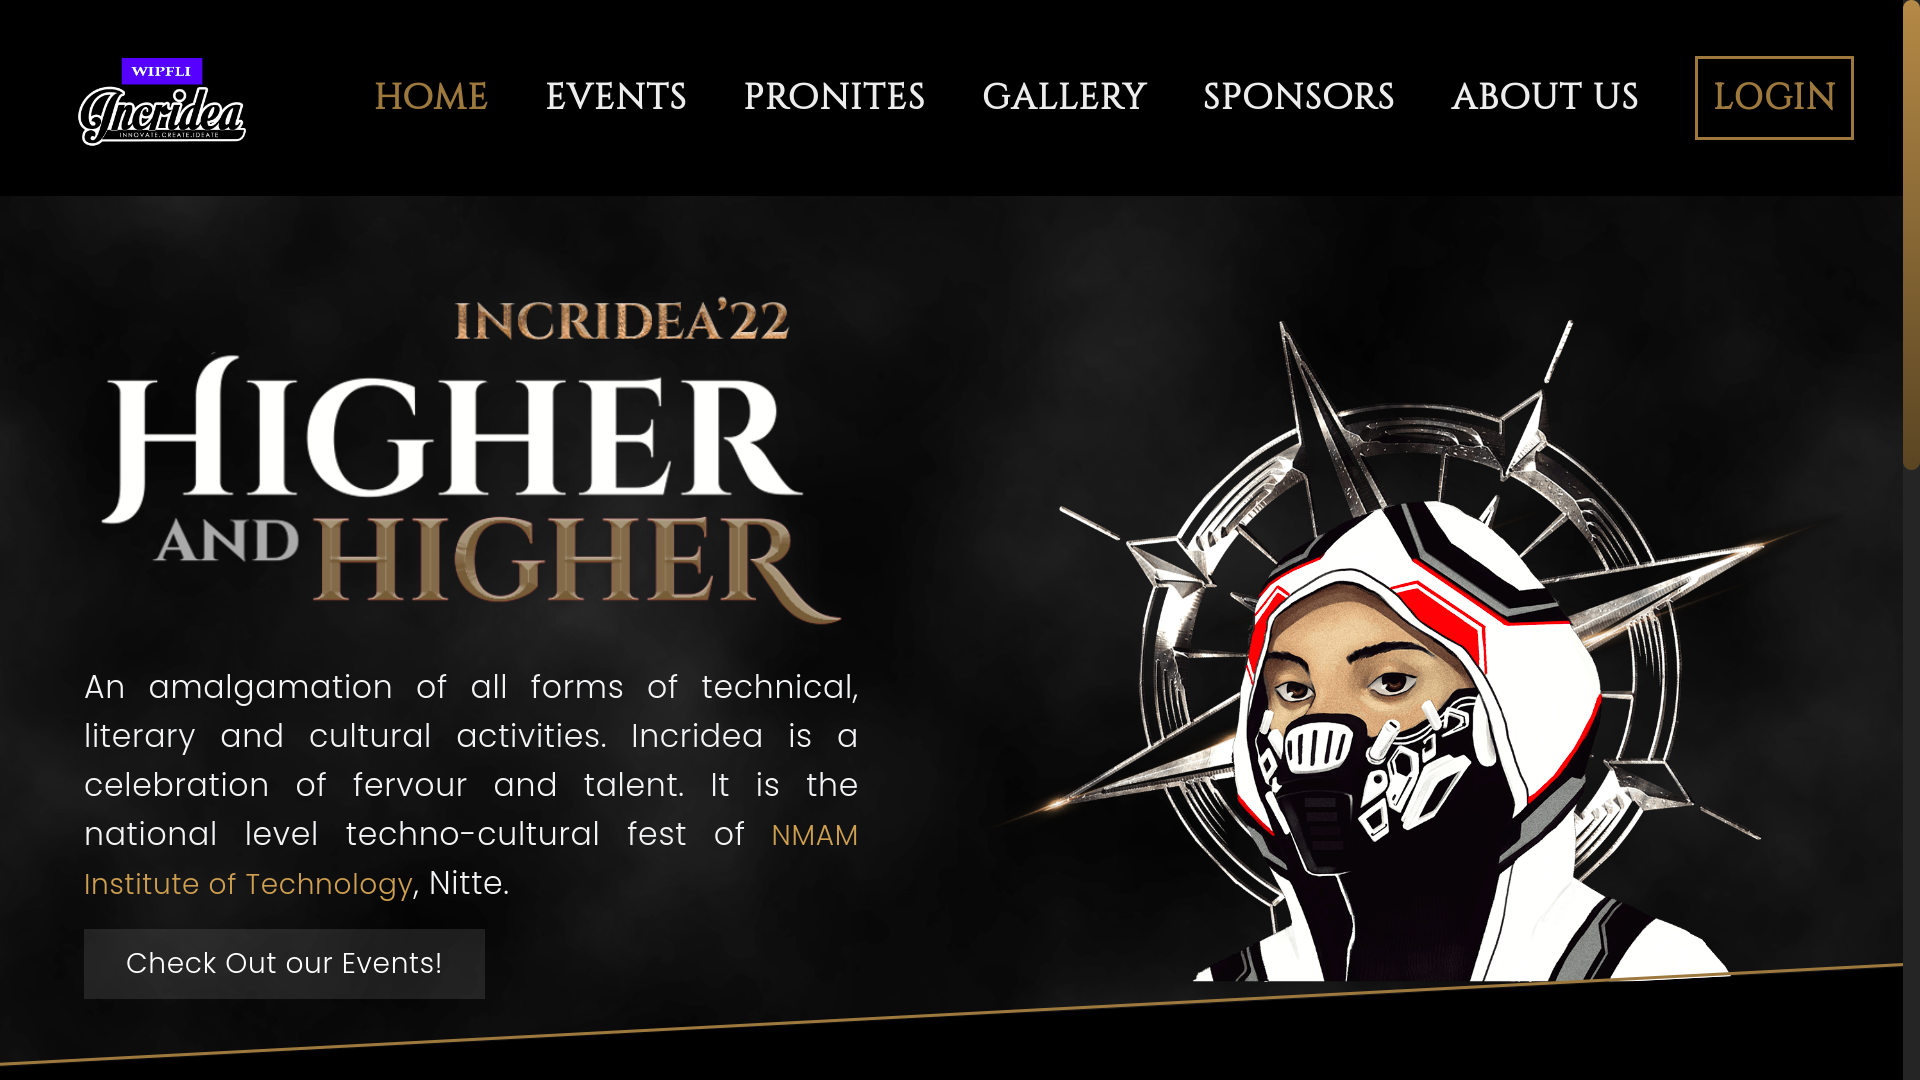 WIPFLI
Incridea
INNOVATE.CREATE.IDEATE
HOME EVENTS PRONITES GALLERY SPONSORS ABOUT US LOGIN
INCRIDEA'22
HIGHER
AND HIGHER
An amalgamation of all forms of technical,
literary and cultural activities. Incridea is a
celebration of fervour and talent. It is the
national level techno-cultural fest of NMAM
Institute of Technology, Nitte.
Check Out our Events!